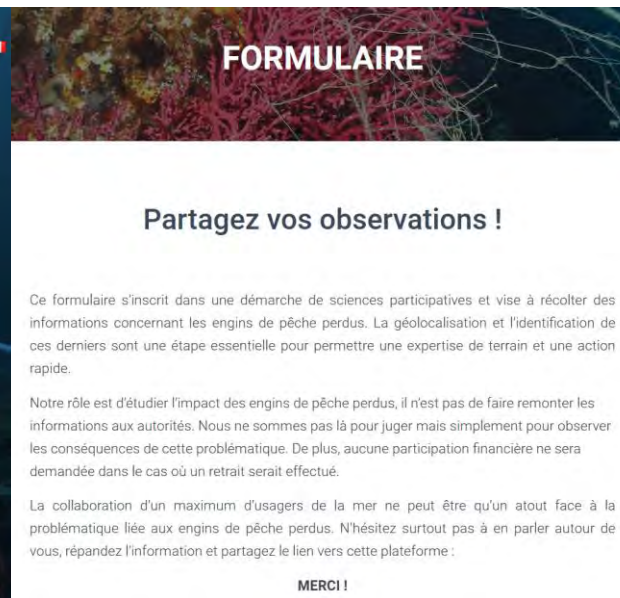 FORMULAIRE
Partagez vos observations !
Ce formulaire s'inscrit dans une démarche de sciences participatives et vise à récolter des
informations concernant les engins de pêche perdus. La géolocalisation et l'identification de
ces derniers sont une étape essentielle pour permettre une expertise de terrain et une action
rapide.
Notre rôle est d'étudier l'impact des engins de pêche perdus, il n'est pas de faire remonter les
informations aux autorités. Nous ne sommes pas là pour juger mais simplement pour observer
les conséquences de cette problématique. De plus, aucune participation financière ne sera
demandée dans le cas où un retrait serait effectué.
La collaboration d'un maximum d'usagers de la mer ne peut être qu'un atout face à la
problématique liée aux engins de pêche perdus. N'hésitez surtout pas à en parler autour de
vous, répandez l'information et partagez le lien vers cette plateforme :
MERCI !